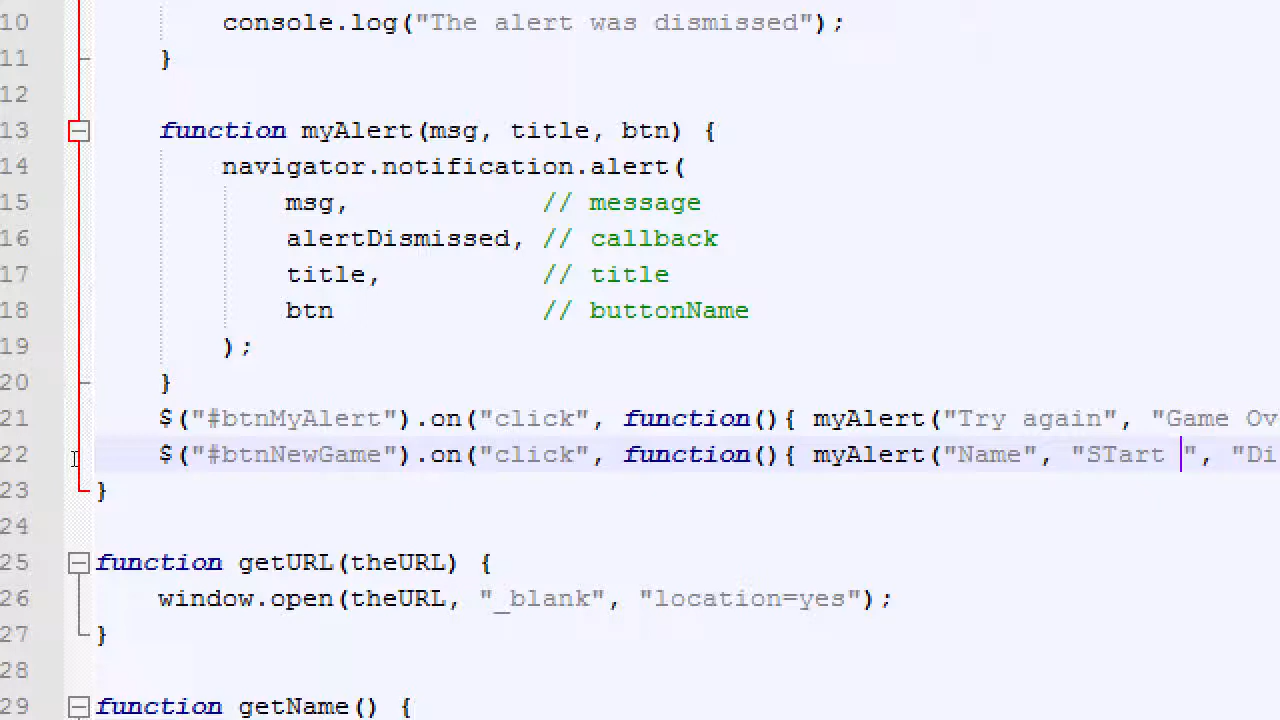 10 console.log("The alert was dismissed");
11 }
12
13 function myAlert(msg, title, btn) {
14 navigator.notification.alert(
15 msg, // message
16 alertDismissed, // callback
17 title, // title
18 btn // buttonName
19 );
20 }
21 $("#btnMyAlert").on("click", function(){ myAlert("Try again", "Game Ov
22 $("#btnNewGame").on("click", function(){ myAlert("Name", "STart ", "Di
23 }
24
25 function getURL(theURL) {
26 window.open(theURL, "_blank", "location=yes");
27 }
28
29 function getName() {